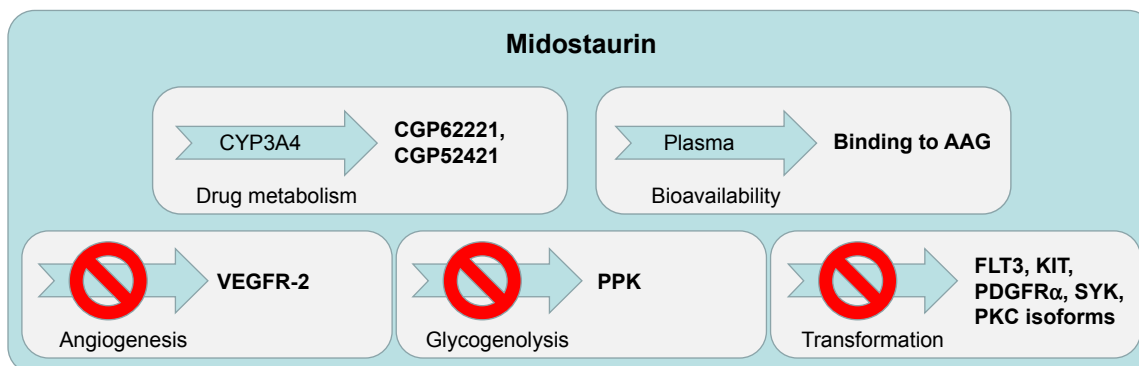 Midostaurin
CYP3A4
CGP62221,
CGP52421
Drug metabolism
Plasma
Binding to AAG
Bioavailability
VEGFR-2
Angiogenesis
PPK
Glycogenolysis
FLT3, KIT,
PDGFRα, SYK,
PKC isoforms
Transformation